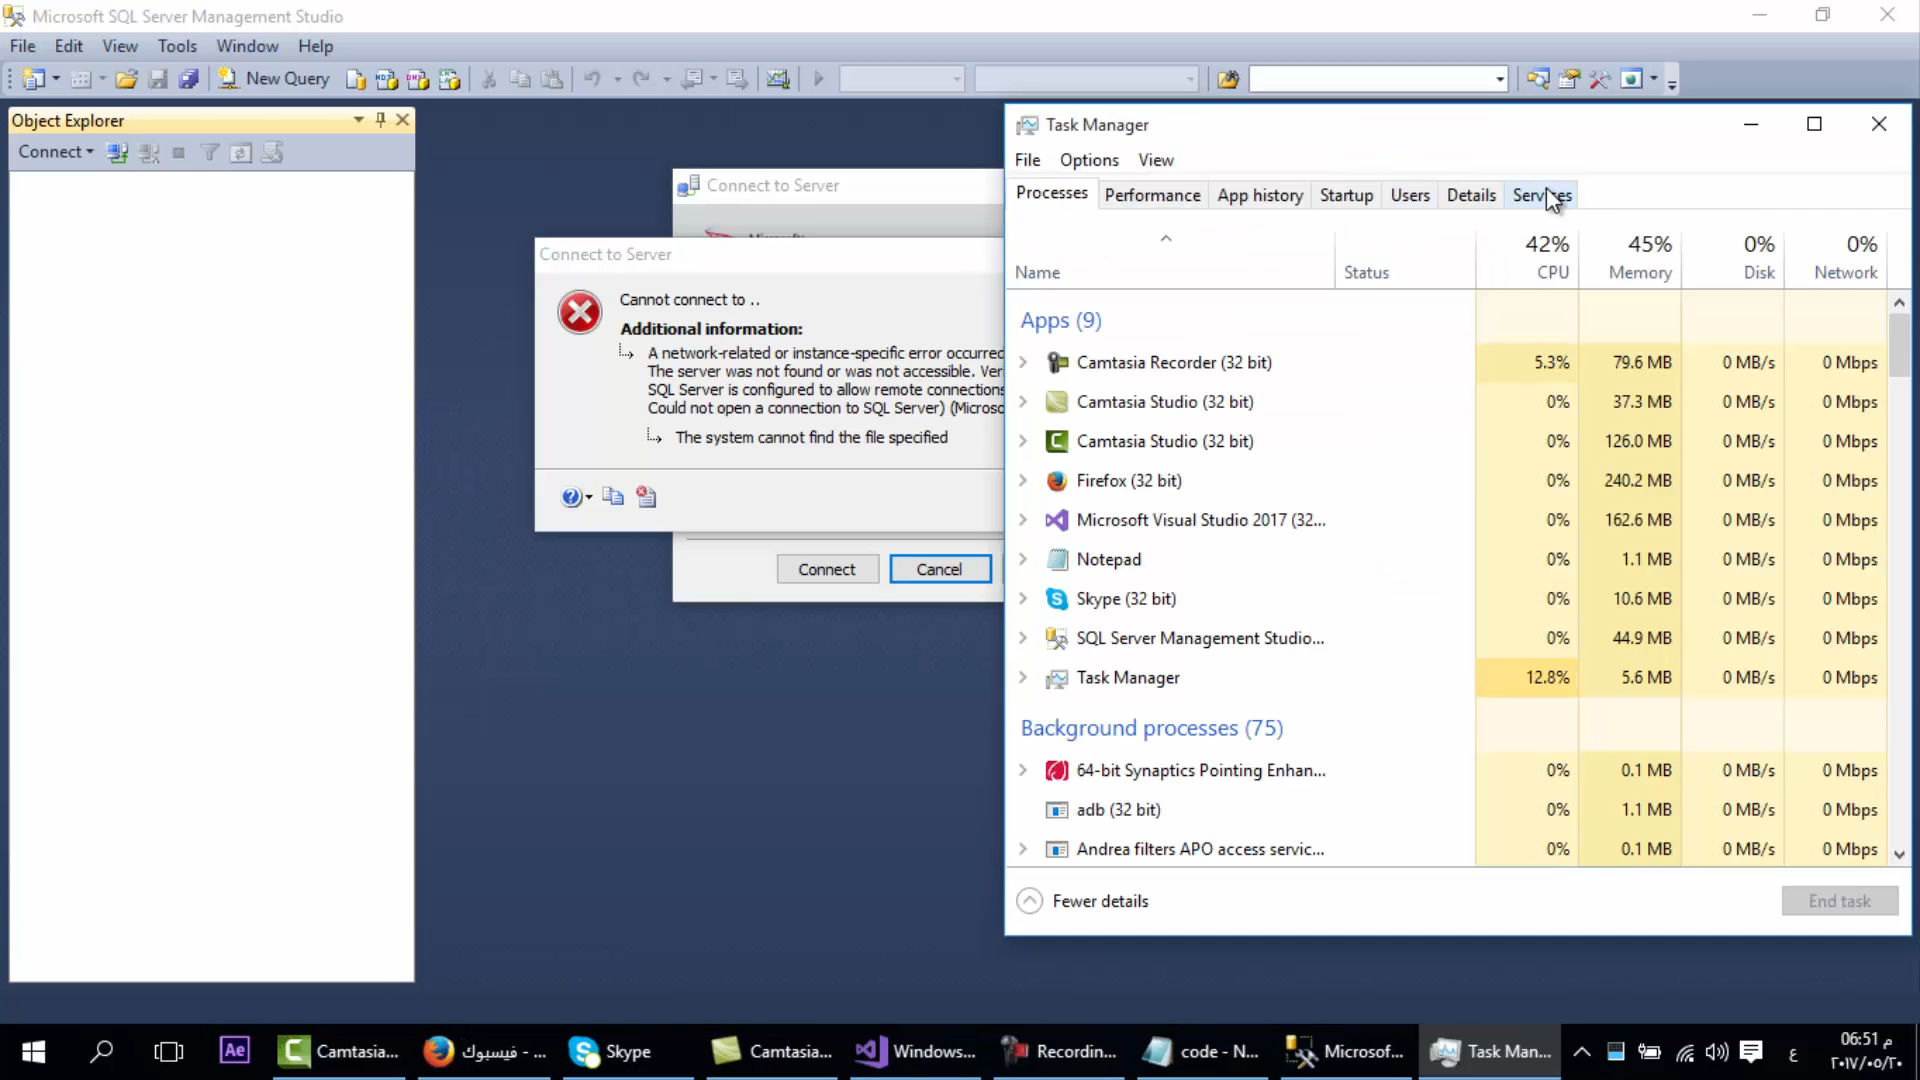 Microsoft SQL Server Management Studio
File Edit View Tools Window Help
New Query
Object Explorer
Connect
Connect to Server
Connect to Server
Cannot connect to ..
Additional information:
A network-related or instance-specific error occurred
The server was not found or was not accessible. Ver
SQL Server is configured to allow remote connections
Could not open a connection to SQL Server) (Microso
The system cannot find the file specified
Connect Cancel
Task Manager
File Options View
Processes Performance App history Startup Users Details Services
42% 45% 0% 0%
Name Status CPU Memory Disk Network
Apps (9)
Camtasia Recorder (32 bit) 5.3% 79.6 MB 0 MB/s 0 Mbps
Camtasia Studio (32 bit) 0% 37.3 MB 0 MB/s 0 Mbps
Camtasia Studio (32 bit) 0% 126.0 MB 0 MB/s 0 Mbps
Firefox (32 bit) 0% 240.2 MB 0 MB/s 0 Mbps
Microsoft Visual Studio 2017 (32... 0% 162.6 MB 0 MB/s 0 Mbps
Notepad 0% 1.1 MB 0 MB/s 0 Mbps
Skype (32 bit) 0% 10.6 MB 0 MB/s 0 Mbps
SQL Server Management Studio... 0% 44.9 MB 0 MB/s 0 Mbps
Task Manager 12.8% 5.6 MB 0 MB/s 0 Mbps
Background processes (75)
64-bit Synaptics Pointing Enhan... 0% 0.1 MB 0 MB/s 0 Mbps
adb (32 bit) 0% 1.1 MB 0 MB/s 0 Mbps
Andrea filters APO access servic... 0% 0.1 MB 0 MB/s 0 Mbps
Fewer details End task
Ae Camtasia... فيسبوك - ... Skype Camtasia... Windows... Recordin... code - N... Microsof... Task Man... ع
06:51 م
٢٠١٧/٠٥/٢٠